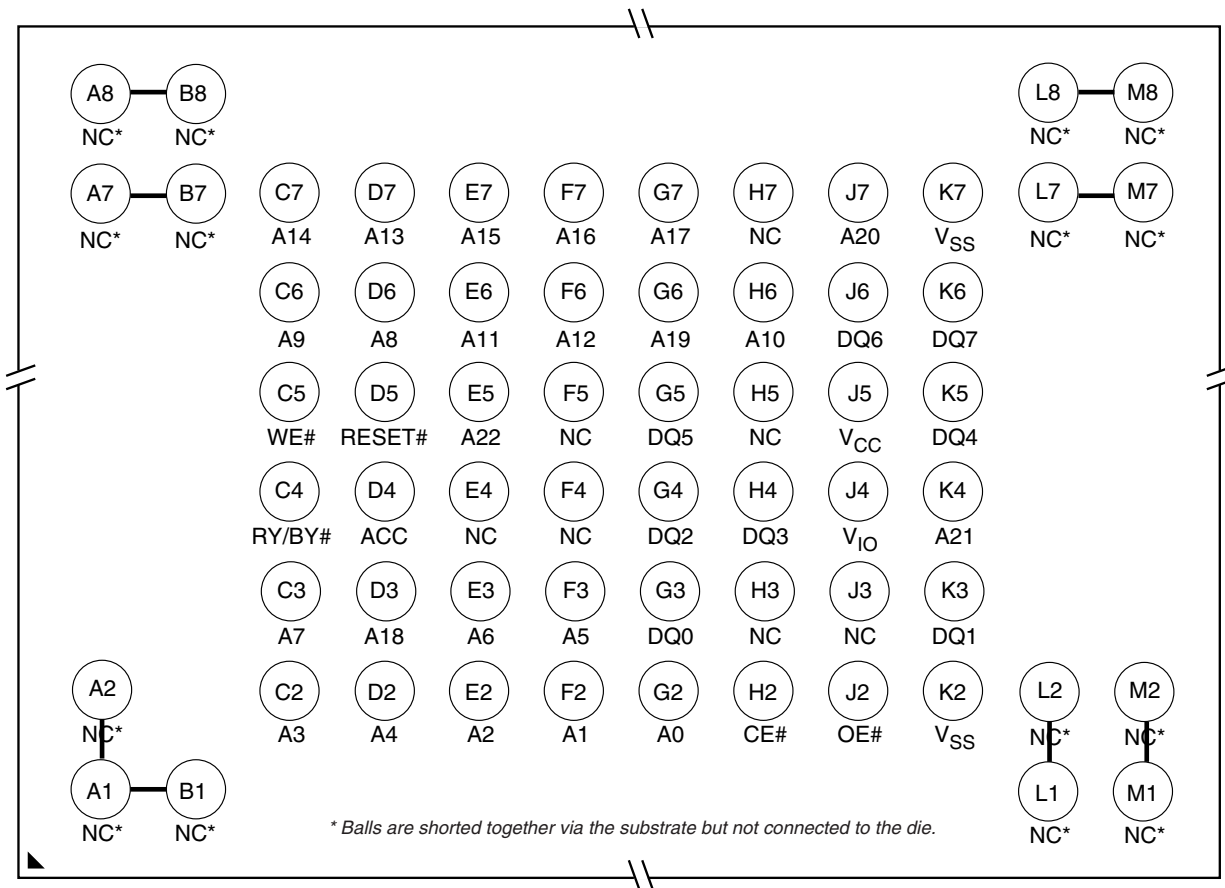 A8 B8 L8 M8
NC* NC* NC* NC*
A7 B7 C7 D7 E7 F7 G7 H7 J7 K7 L7 M7
NC* NC* A14 A13 A15 A16 A17 NC A20 VSS NC* NC*
C6 D6 E6 F6 G6 H6 J6 K6
A9 A8 A11 A12 A19 A10 DQ6 DQ7
C5 D5 E5 F5 G5 H5 J5 K5
WE# RESET# A22 NC DQ5 NC VCC DQ4
C4 D4 E4 F4 G4 H4 J4 K4
RY/BY# ACC NC NC DQ2 DQ3 VIO A21
C3 D3 E3 F3 G3 H3 J3 K3
A7 A18 A6 A5 DQ0 NC NC DQ1
A2 C2 D2 E2 F2 G2 H2 J2 K2 L2 M2
NC* A3 A4 A2 A1 A0 CE# OE# VSS NC* NC*
A1 B1 L1 M1
NC* NC* NC* NC*
* Balls are shorted together via the substrate but not connected to the die.